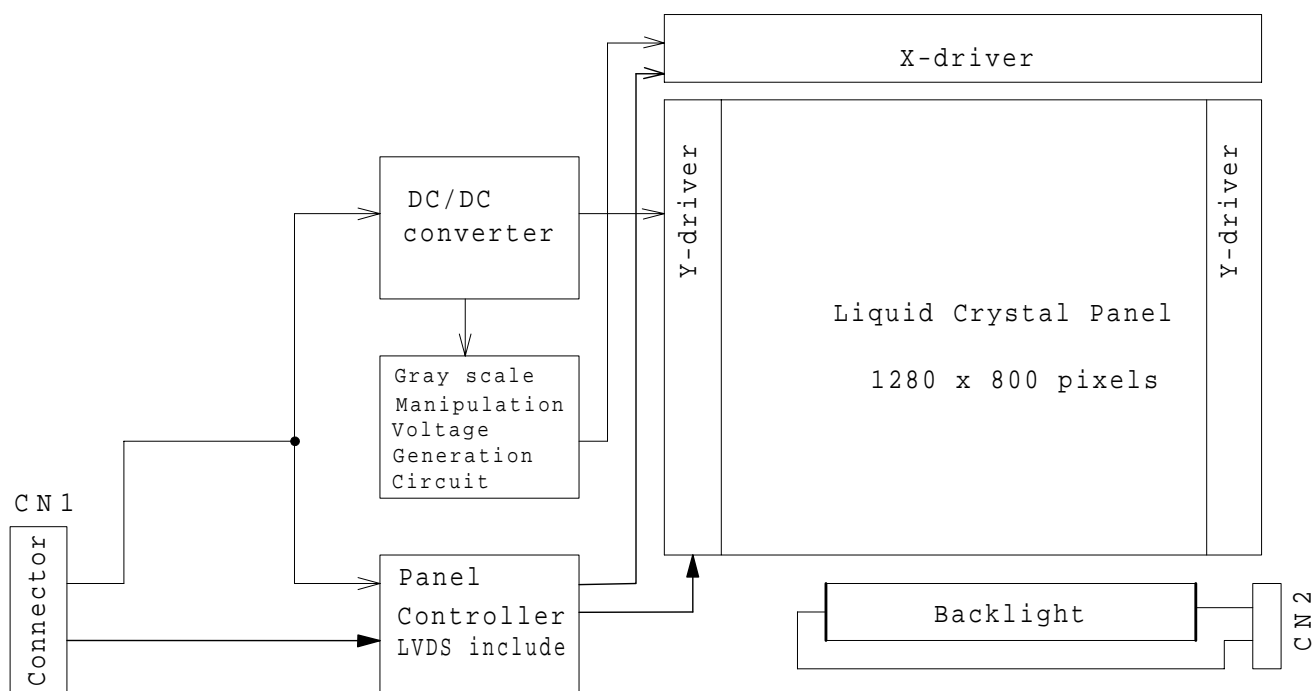 X-driver
Y-driver
Y-driver
DC/DC
converter
Liquid Crystal Panel
1280 x 800 pixels
Gray scale
Manipulation
Voltage
Generation
Circuit
CN1
Connector
Panel
Controller
LVDS include
Backlight
CN2